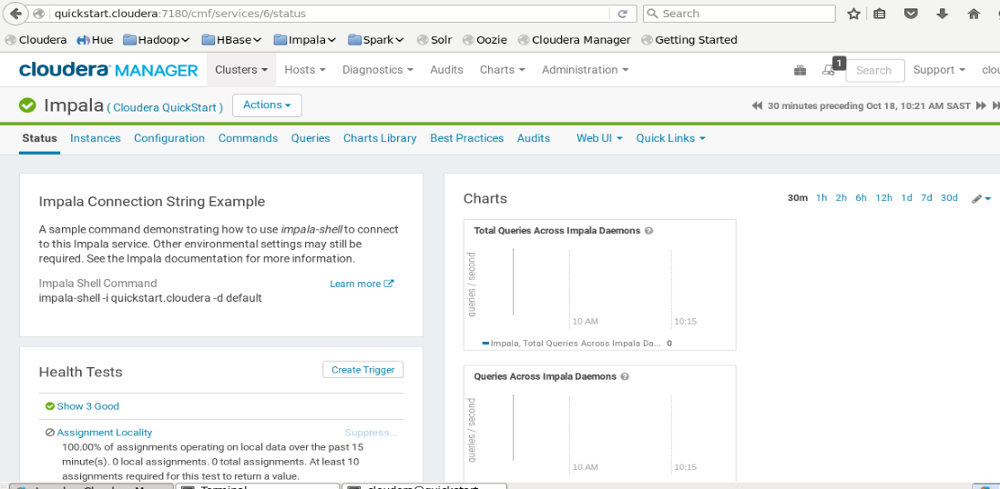 quickstart.cloudera:7180/cmf/services/6/status Search
Cloudera Hue Hadoop HBase Impala Spark Solr Oozie Cloudera Manager Getting Started
cloudera MANAGER Clusters Hosts Diagnostics Audits Charts Administration 1 Search Support clou
Impala ( Cloudera QuickStart ) Actions 30 minutes preceding Oct 18, 10:21 AM SAST
Status Instances Configuration Commands Queries Charts Library Best Practices Audits Web UI Quick Links
Impala Connection String Example
A sample command demonstrating how to use impala-shell to connect
to this Impala service. Other environmental settings may still be
required. See the Impala documentation for more information.
Impala Shell Command Learn more
impala-shell -i quickstart.cloudera -d default
Health Tests Create Trigger
Show 3 Good
Assignment Locality Suppress...
100.00% of assignments operating on local data over the past 15
minute(s). 0 local assignments. 0 total assignments. At least 10
assignments required for this test to return a value.
Charts 30m 1h 2h 6h 12h 1d 7d 30d
Total Queries Across Impala Daemons
queries / second
10 AM 10:15
Impala, Total Queries Across Impala Da... 0
Queries Across Impala Daemons
queries / second
10 AM 10:15
Terminal